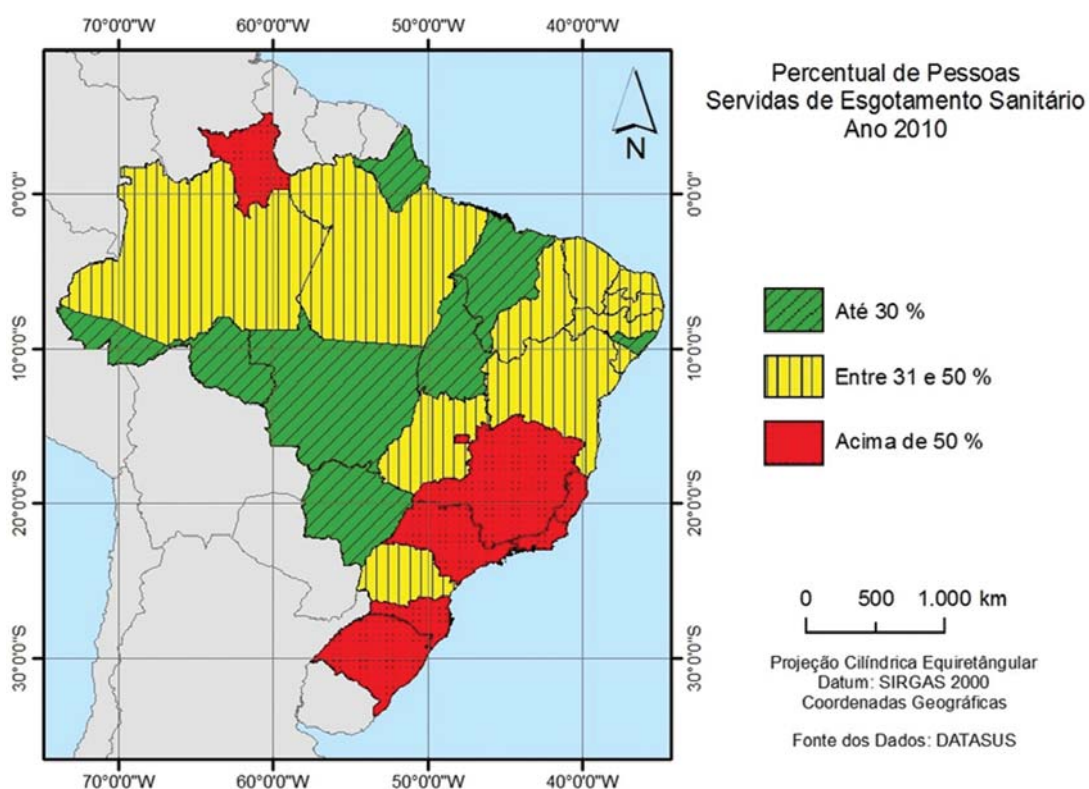 70°0'0"W 60°0'0"W 50°0'0"W 40°0'0"W
Percentual de Pessoas
Servidas de Esgotamento Sanitário
Ano 2010
N
0°0'0"
0°0'0"
Até 30 %
Entre 31 e 50 %
Acima de 50 %
10°0'0"S
10°0'0"S
20°0'0"S
20°0'0"S
30°0'0"S
30°0'0"S
0 500 1.000 km
Projeção Cilíndrica Equiretângular
Datum: SIRGAS 2000
Coordenadas Geográficas
Fonte dos Dados: DATASUS
70°0'0"W 60°0'0"W 50°0'0"W 40°0'0"W